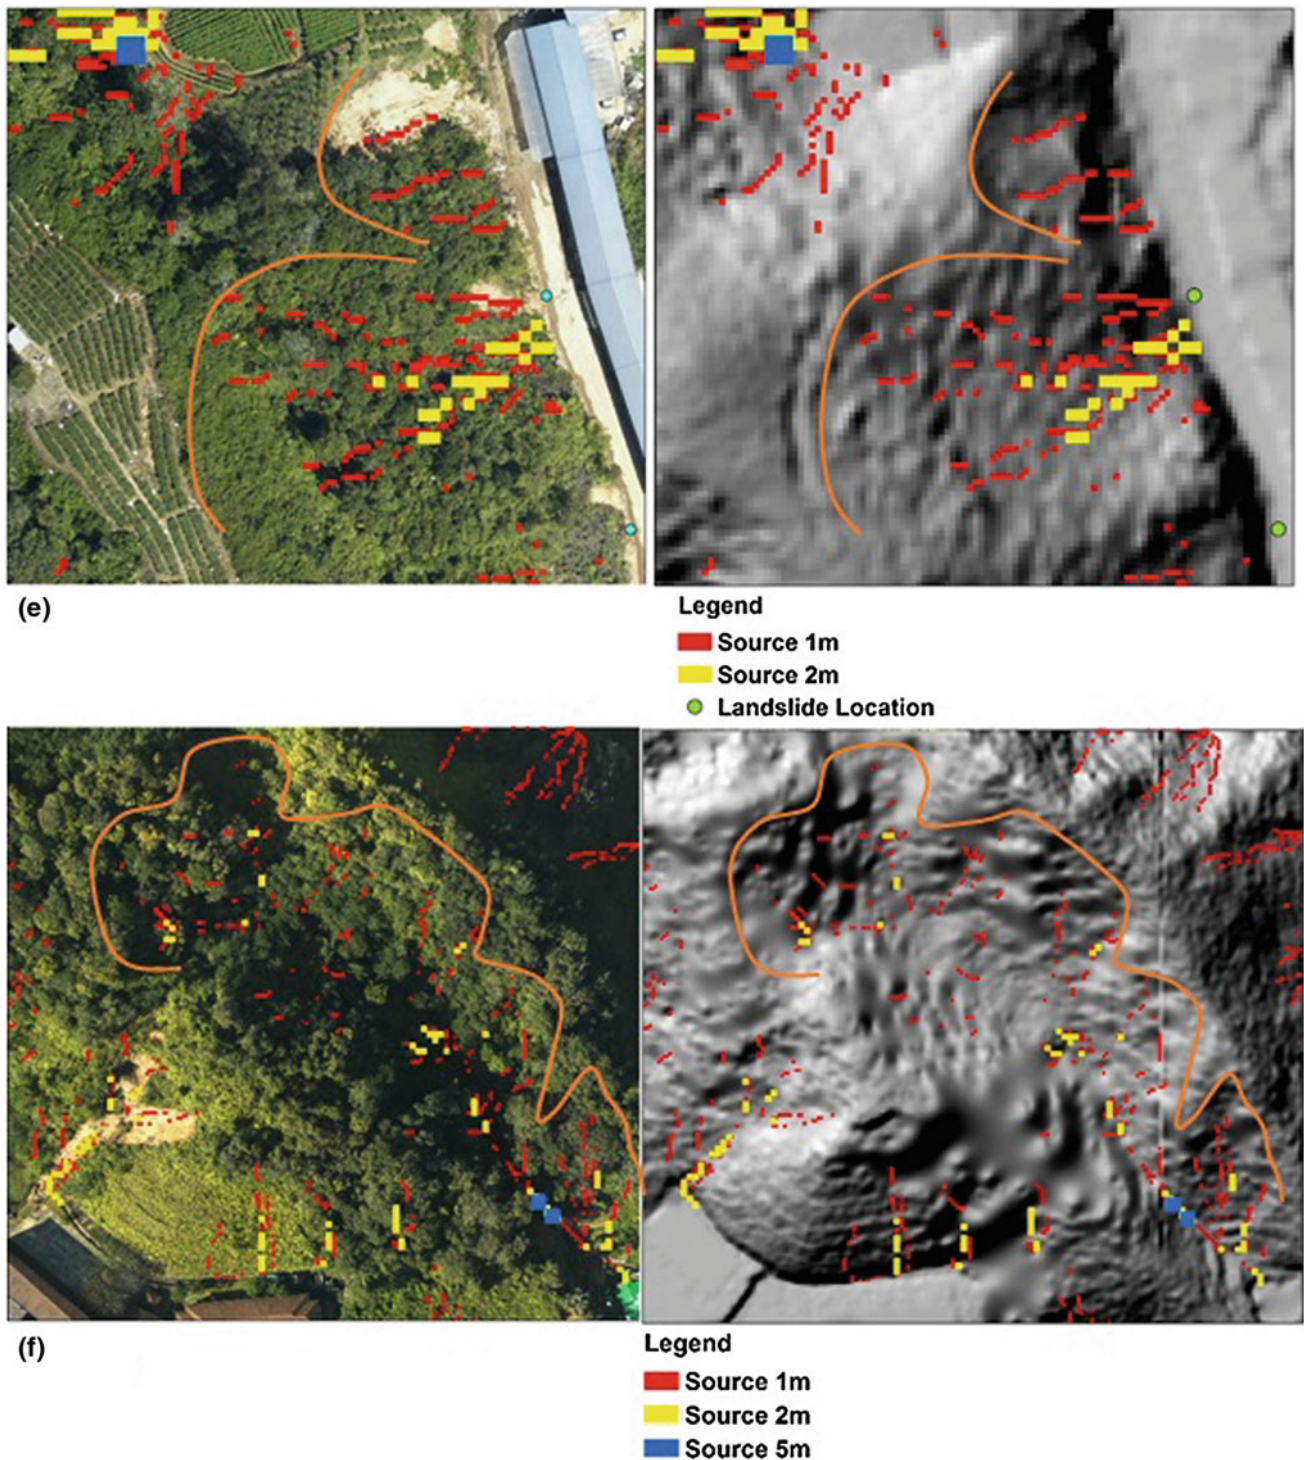 (e)
Legend
Source 1m
Source 2m
Landslide Location
(f)
Legend
Source 1m
Source 2m
Source 5m